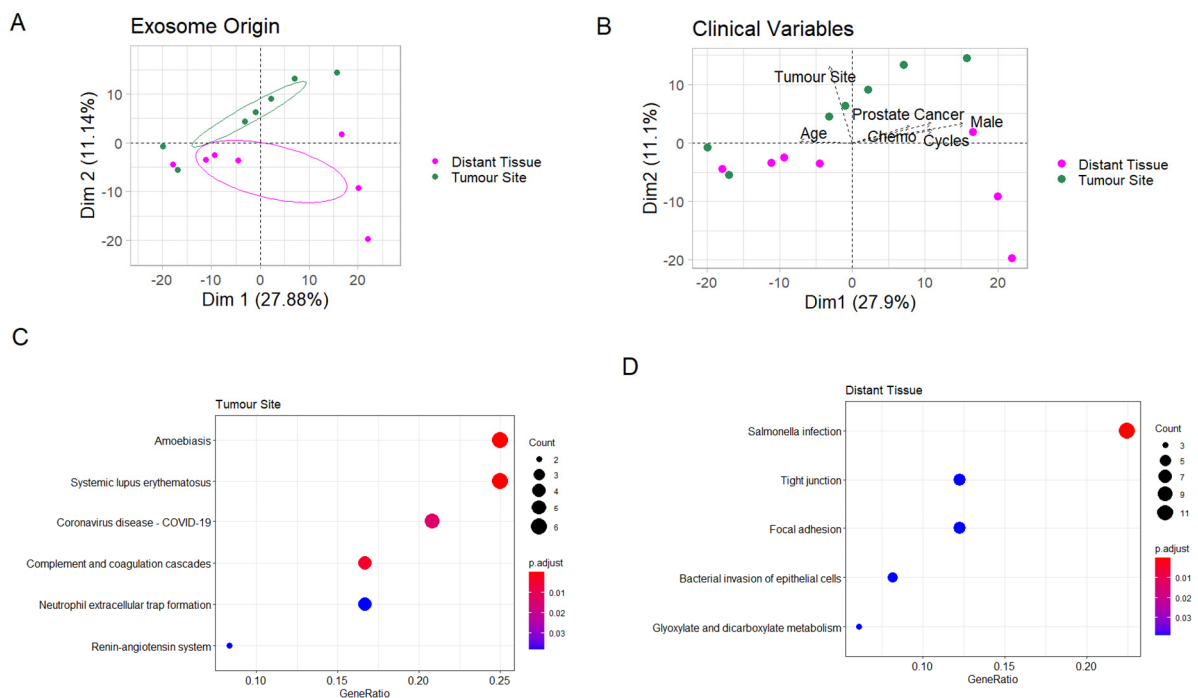 A
Exosome Origin
Dim 2 (11.14%)
10
0
-10
-20
-20
-10
0
10
20
Dim 1 (27.88%)
Distant Tissue
Tumour Site
B
Clinical Variables
Dim2 (11.1%)
10
0
-10
-20
Tumour Site
Prostate Cancer
Age
Chemo
Male
Cycles
-20
-10
0
10
20
Dim1 (27.9%)
Distant Tissue
Tumour Site
C
Tumour Site
Amoebiasis
Systemic lupus erythematosus
Coronavirus disease - COVID-19
Complement and coagulation cascades
Neutrophil extracellular trap formation
Renin-angiotensin system
0.10
0.15
0.20
0.25
GeneRatio
Count
2
3
4
5
6
p.adjust
0.01
0.02
0.03
D
Distant Tissue
Salmonella infection
Tight junction
Focal adhesion
Bacterial invasion of epithelial cells
Glyoxylate and dicarboxylate metabolism
0.10
0.15
0.20
GeneRatio
Count
3
5
7
9
11
p.adjust
0.01
0.02
0.03